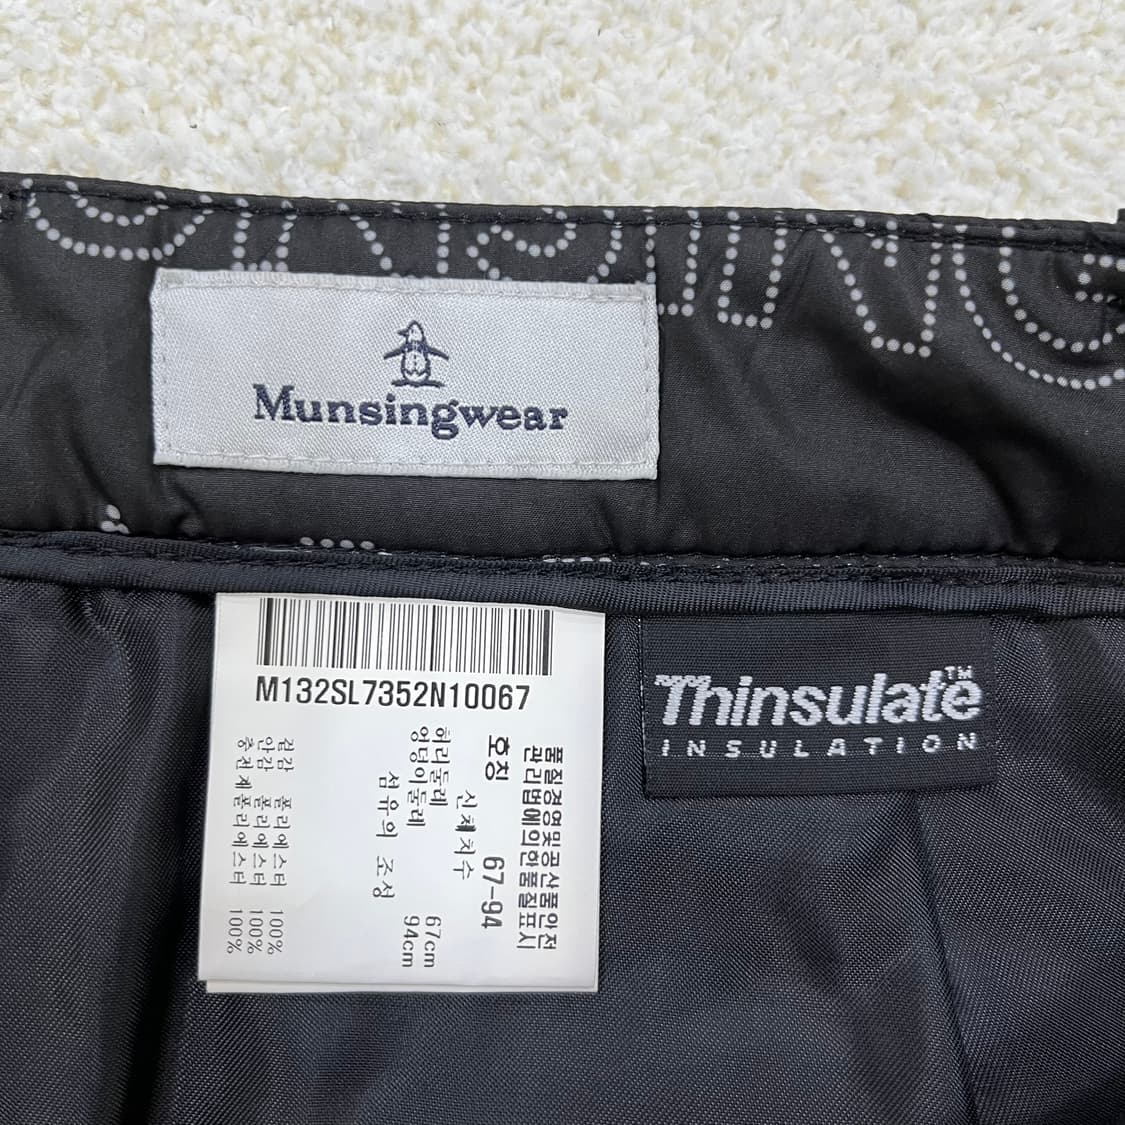 Munsingwear
M132SL7352N10067
품질경영및공산품안전
관리법에의한품질표시
호칭 67-94
신체치수
허리둘레 67cm
엉덩이둘레 94cm
섬유의 조성
겉감 폴리에스터 100%
안감 폴리에스터 100%
충전재 폴리에스터 100%
Thinsulate™
INSULATION